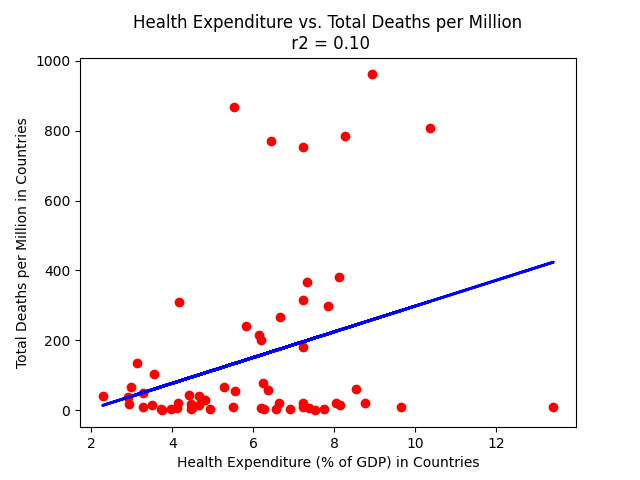 Health Expenditure vs. Total Deaths per Million
r2 = 0.10
1000
800
600
400
200
0
Total Deaths per Million in Countries
2 4 6 8 10 12
Health Expenditure (% of GDP) in Countries